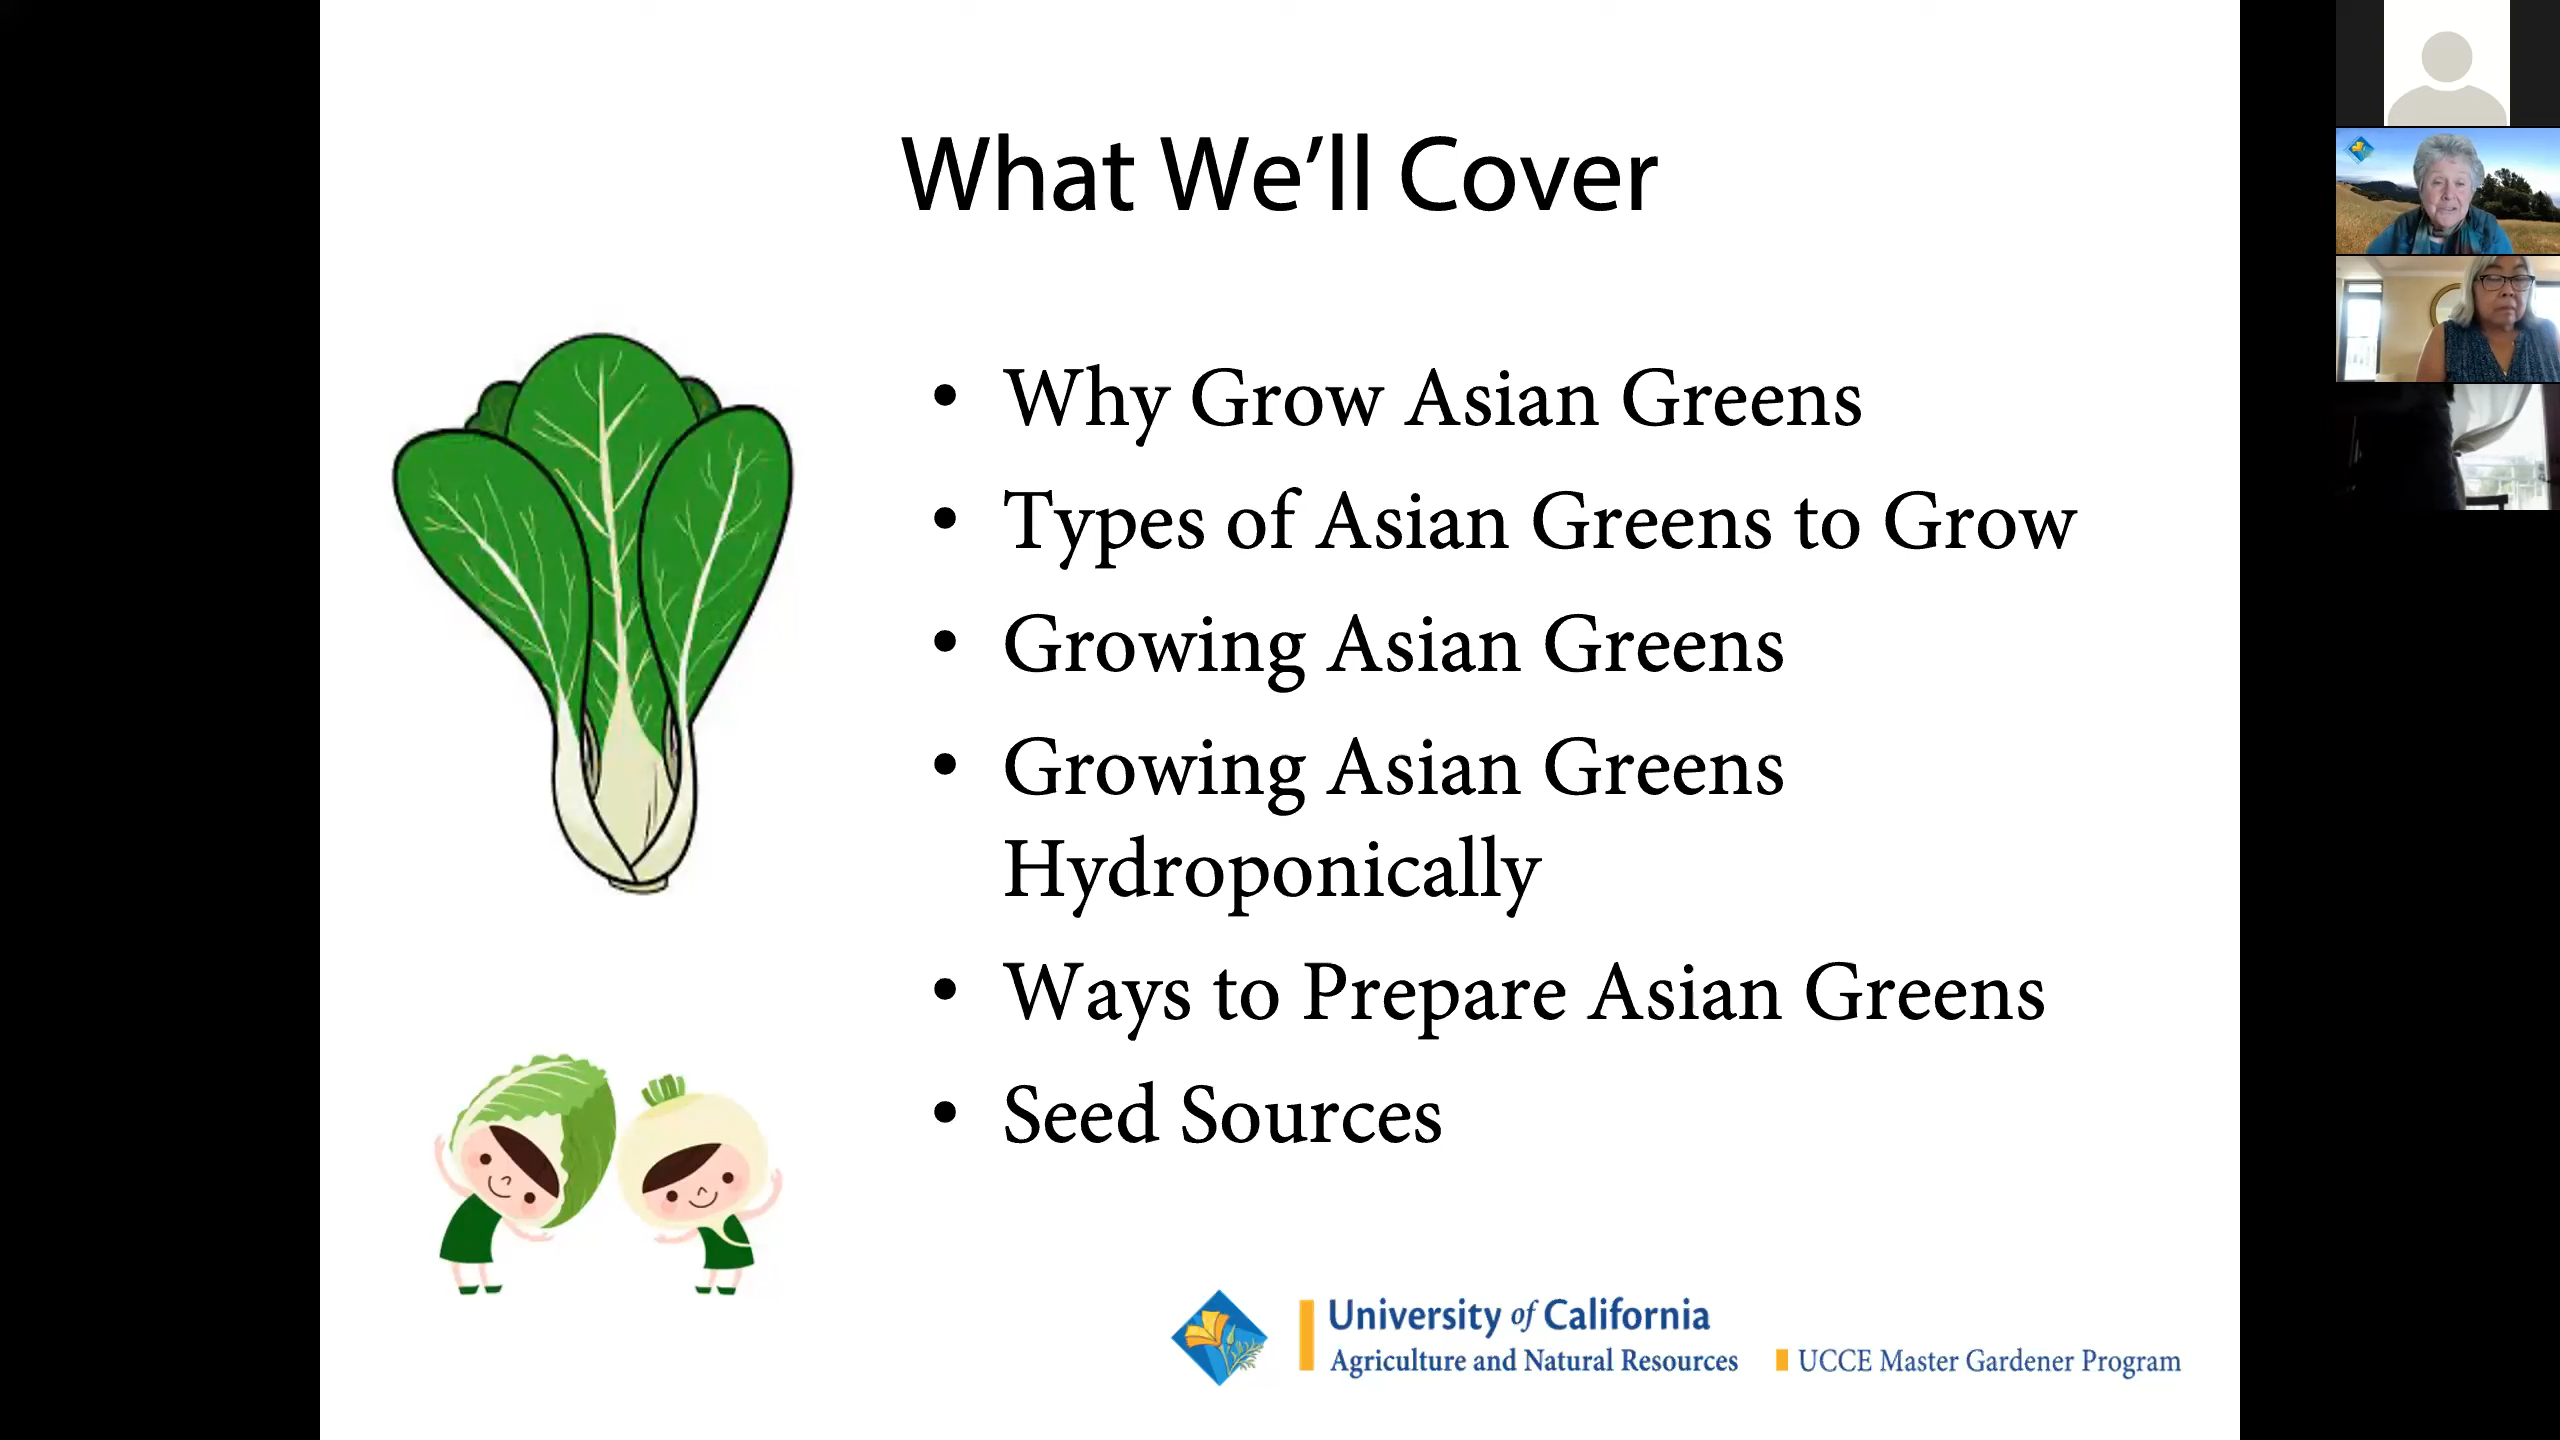 What We’ll Cover
• Why Grow Asian Greens
• Types of Asian Greens to Grow
• Growing Asian Greens
• Growing Asian Greens
Hydroponically
• Ways to Prepare Asian Greens
• Seed Sources
University of California
Agriculture and Natural Resources
UCCE Master Gardener Program